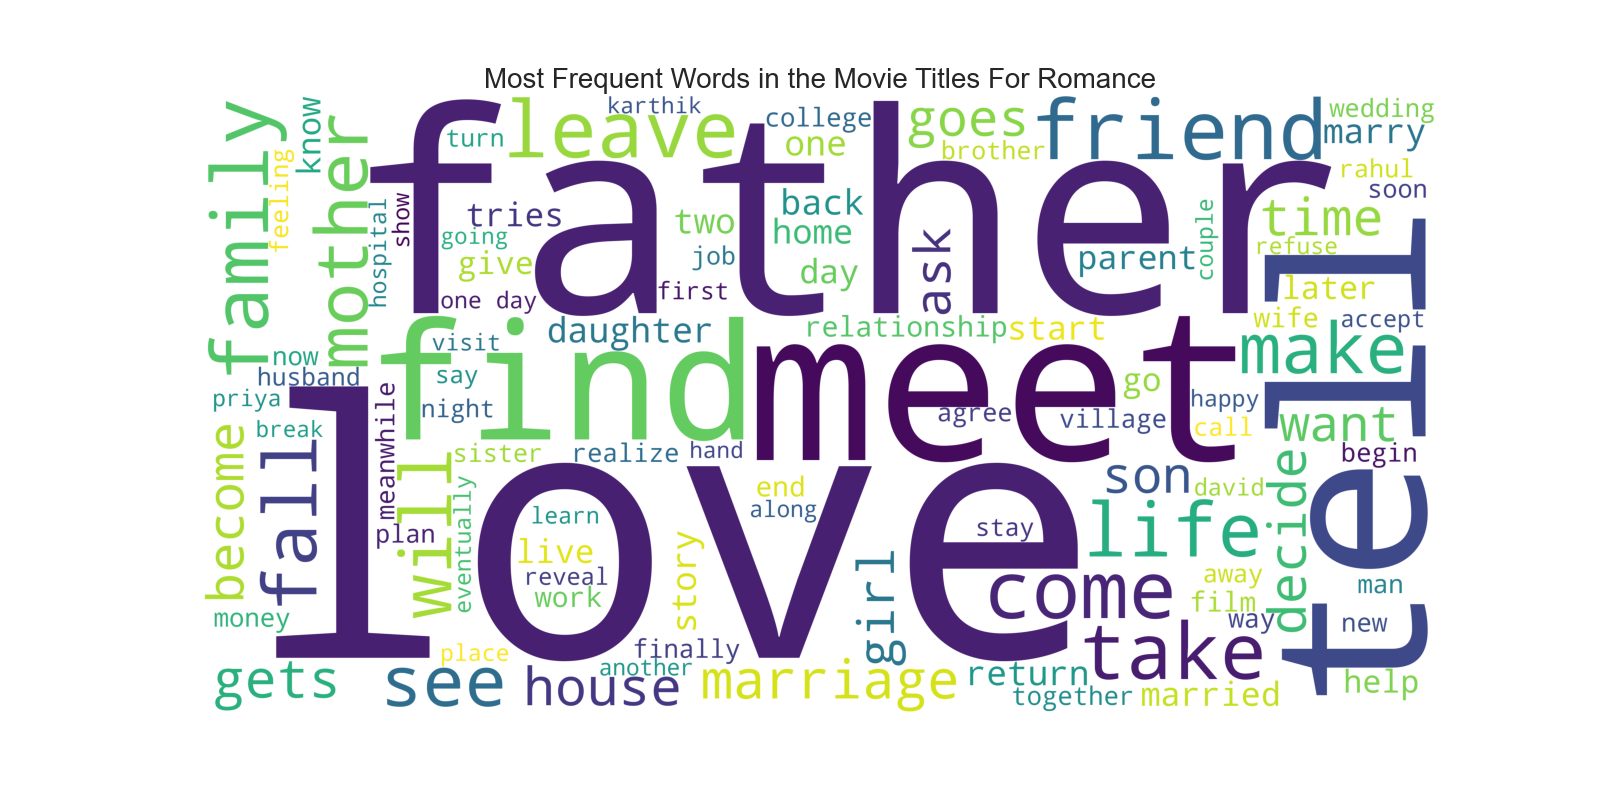 Most Frequent Words in the Movie Titles For Romance
father
love
meet
find
tell
family
mother
know
feeling
turn
leave
karthik
college
one
goes
brother
friend
wedding
marry
rahul
soon
time
refuse
hospital
show
tries
going
give
one day
two
job
first
back
home
day
ask
parent
couple
later
wife
accept
now
husband
priya
break
visit
say
night
daughter
relationship
start
go
make
agree
village
happy
call
want
begin
become
fall
meanwhile
will
plan
sister
eventually
realize
hand
end
along
learn
live
reveal
work
story
stay
son
david
life
decide
come
girl
away
film
way
man
new
money
gets
place
see
house
another
finally
marriage
return
together
take
married
help